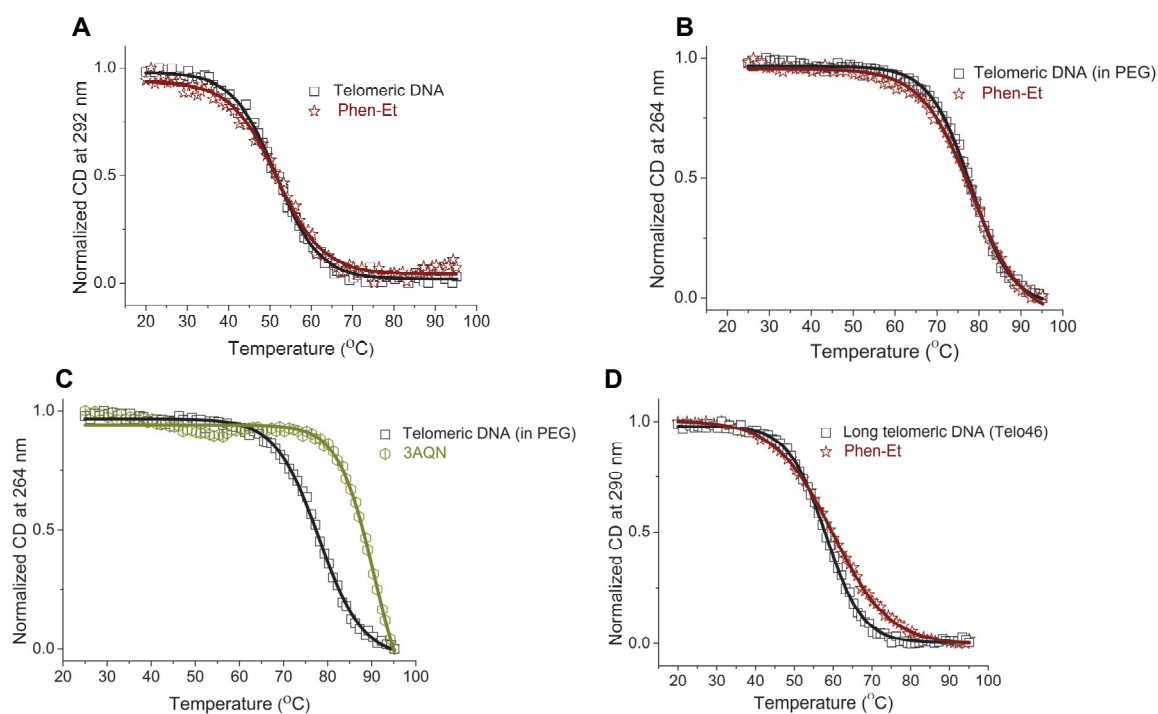 A
Normalized CD at 292 nm
1.0
0.5
0.0
Telomeric DNA
Phen-Et
20 30 40 50 60 70 80 90 100
Temperature (°C)
B
Normalized CD at 264 nm
1.0
0.5
0.0
Telomeric DNA (in PEG)
Phen-Et
20 30 40 50 60 70 80 90 100
Temperature (°C)
C
Normalized CD at 264 nm
1.0
0.5
0.0
Telomeric DNA (in PEG)
3AQN
20 30 40 50 60 70 80 90 100
Temperature (°C)
D
Normalized CD at 290 nm
1.0
0.5
0.0
Long telomeric DNA (Telo46)
Phen-Et
20 30 40 50 60 70 80 90 100
Temperature (°C)